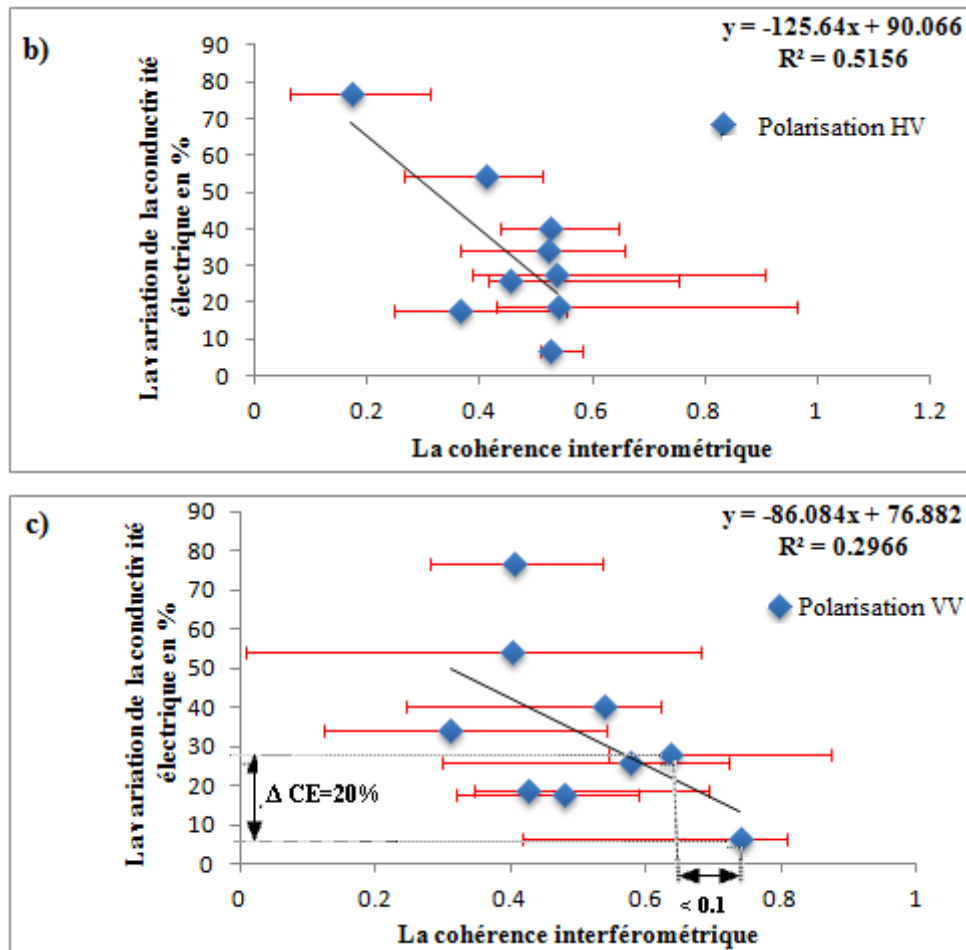 b)
y = -125.64x + 90.066
R² = 0.5156
Polarisation HV
La variation de la conductivité
électrique en %
90
80
70
60
50
40
30
20
10
0
0 0.2 0.4 0.6 0.8 1 1.2
La cohérence interférométrique
c)
y = -86.084x + 76.882
R² = 0.2966
Polarisation VV
La variation de la conductivité
électrique en %
90
80
70
60
50
40
30
20
10
0
Δ CE=20%
0 0.2 0.4 0.6 0.8 1
< 0.1
La cohérence interférométrique